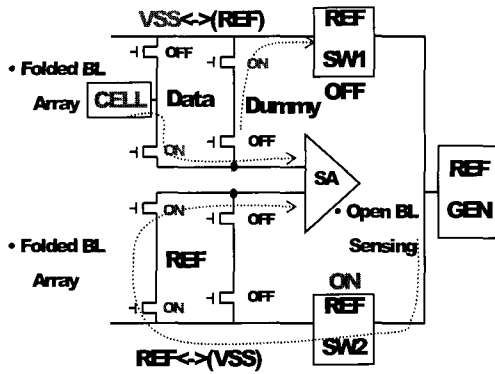 VSS<->(REF)
REF
SW1
OFF
OFF
ON
• Folded BL
Array
CELL
Data
Dummy
ON
OFF
SA
REF
GEN
• Open BL
Sensing
ON
OFF
• Folded BL
Array
REF
ON
OFF
ON
REF
SW2
REF<->(VSS)